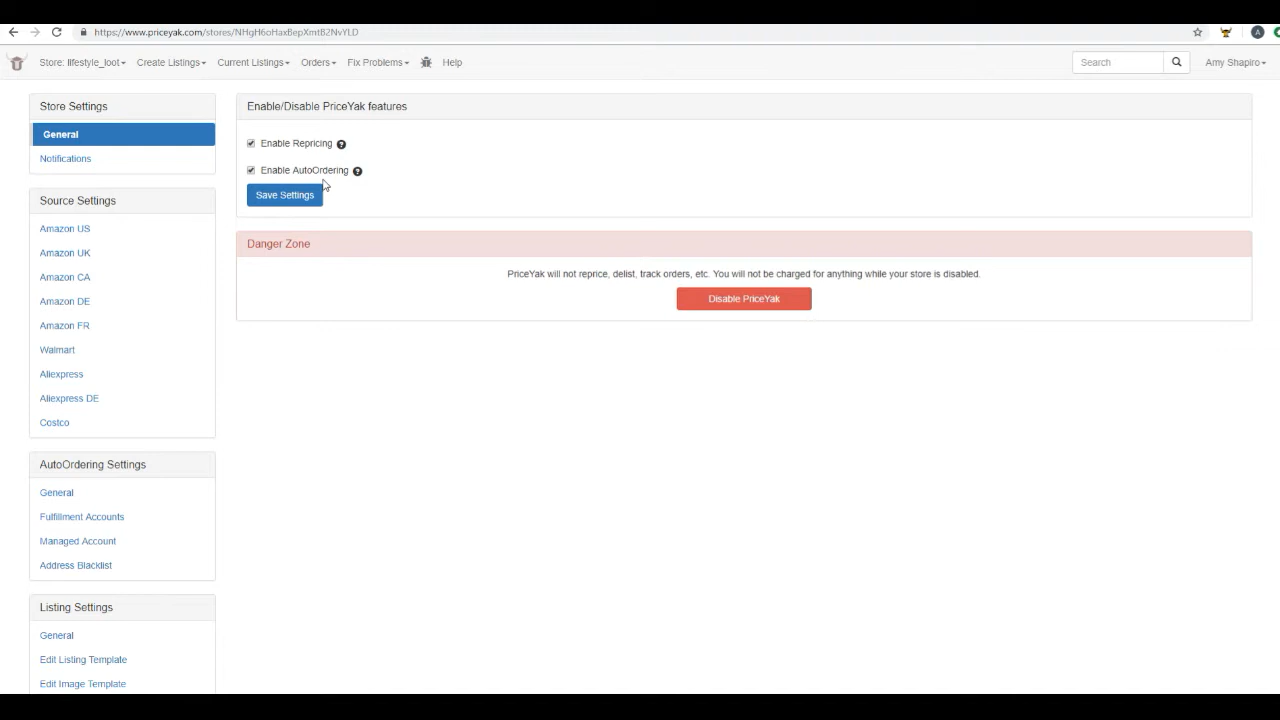 https://www.priceyak.com/stores/NHgH6oHaxBepXmtB2NvYLD
A
Store: lifestyle_loot Create Listings Current Listings Orders Fix Problems Help Search Amy Shapiro
Store Settings
General
Notifications
Source Settings
Amazon US
Amazon UK
Amazon CA
Amazon DE
Amazon FR
Walmart
Aliexpress
Aliexpress DE
Costco
AutoOrdering Settings
General
Fulfillment Accounts
Managed Account
Address Blacklist
Listing Settings
General
Edit Listing Template
Edit Image Template
Enable/Disable PriceYak features
Enable Repricing ?
Enable AutoOrdering ?
Save Settings
Danger Zone
PriceYak will not reprice, delist, track orders, etc. You will not be charged for anything while your store is disabled.
Disable PriceYak